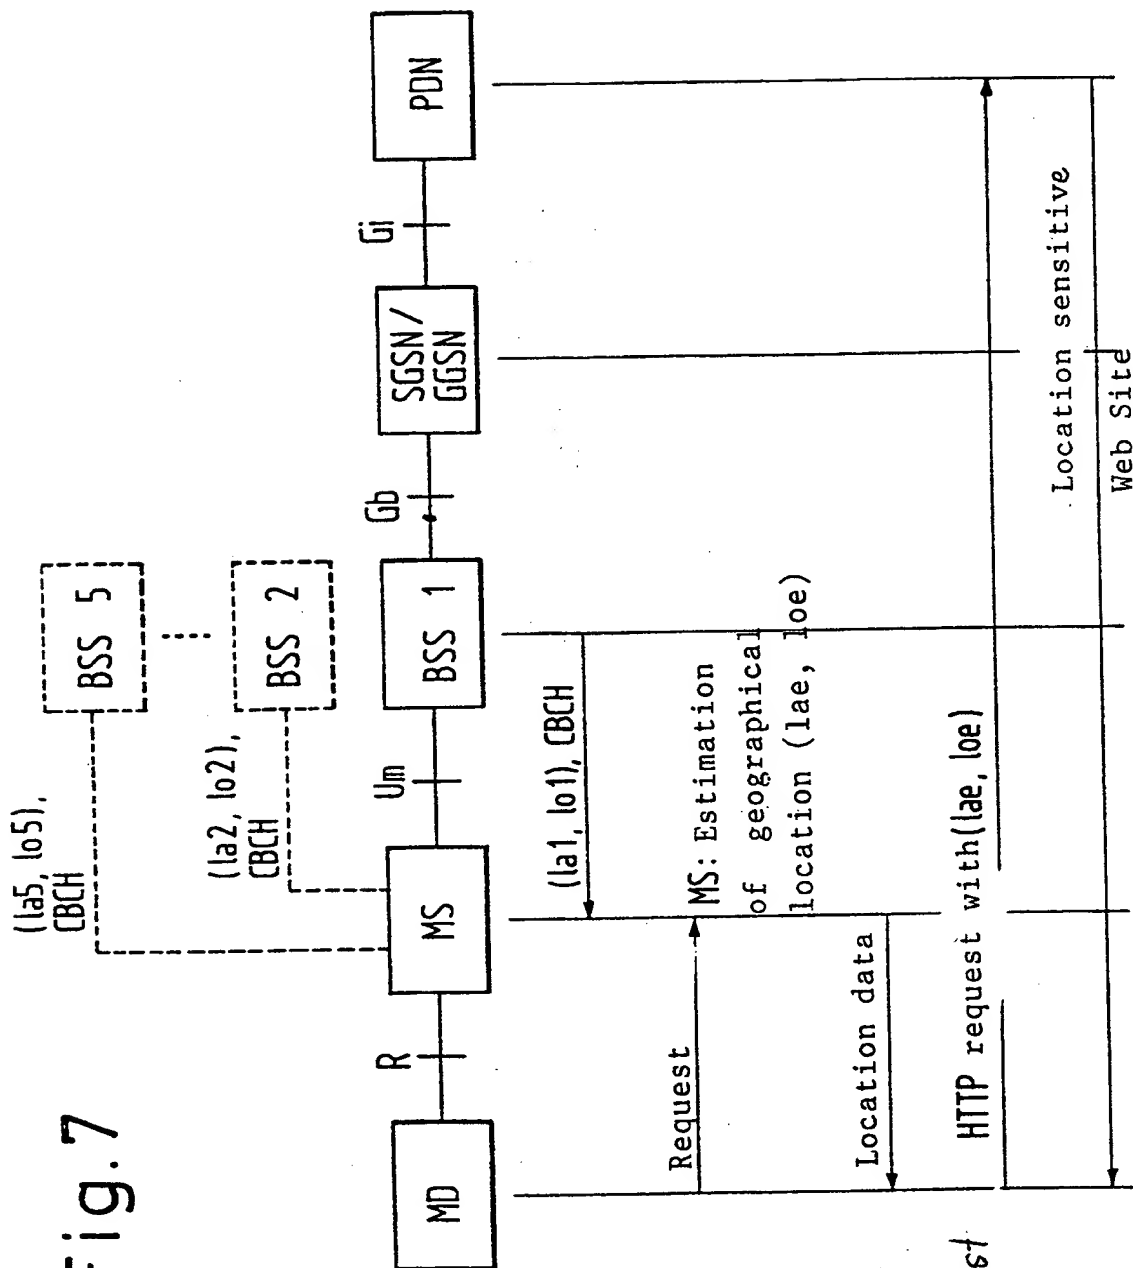 Fig.7
(la5, lo5),
CBCH
BSS 5
(la2, lo2),
CBCH
BSS 2
MD
R
MS
Um
BSS 1
Gb
SGSN/
GGSN
Gi
PDN
(la1, lo1), CBCH
Request
MS: Estimation
of geographical
location (lae, loe)
Location data
HTTP request with(lae, loe)
Location sensitive
Web Site
st